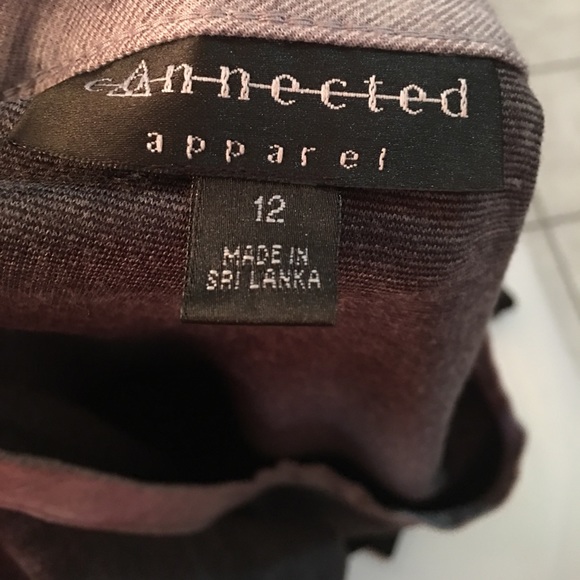 connected
apparel
12
MADE IN
SRI LANKA